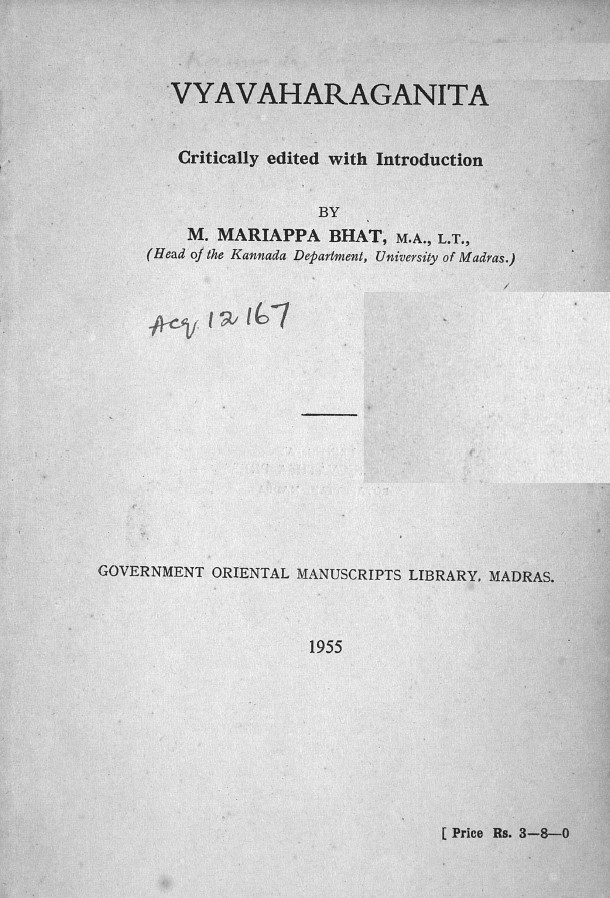 VYAVAHARAGANITA
Critically edited with Introduction
BY
M. MARIAPPA BHAT, M.A., L.T.,
(Head of the Kannada Department, University of Madras.)
Acq. 12167
GOVERNMENT ORIENTAL MANUSCRIPTS LIBRARY, MADRAS.
1955
[ Price Rs. 3—8—0